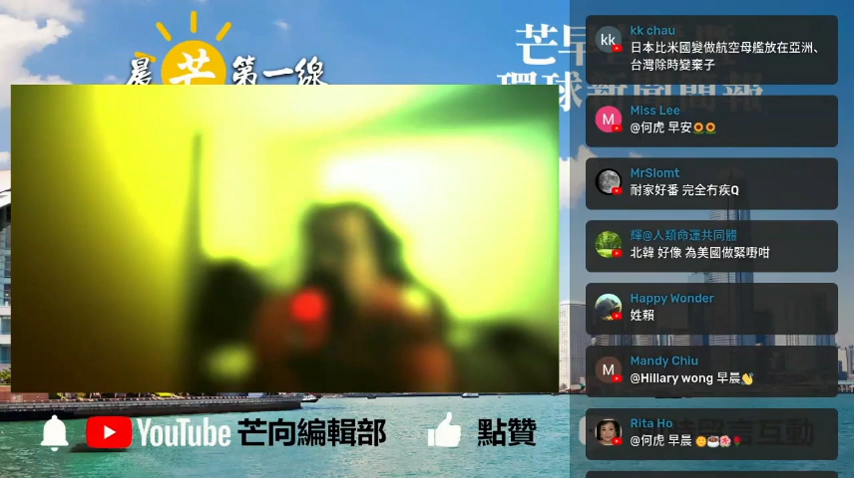 晨芒第一線
kk chau
日本比米國變做航空母艦放在亞洲、
台灣除時變棄子
Miss Lee
@何虎 早安🌻🌻
MrSlomt
耐家好番 完全冇疾Q
輝@人類命運共同體
北韓 好像 為美國做緊嘢咁
Happy Wonder
姓賴
Mandy Chiu
@Hillary wong 早晨👋
Rita Ho
@何虎 早晨
YouTube 芒向編輯部
點贊
留言互動